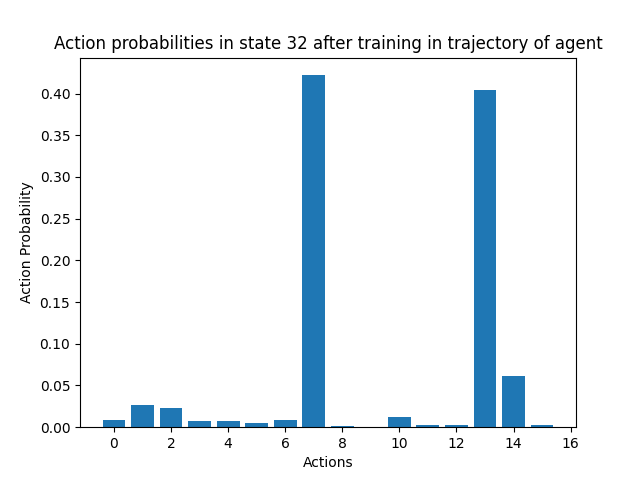 Action probabilities in state 32 after training in trajectory of agent
0.40
0.35
0.30
0.25
0.20
0.15
0.10
0.05
0.00
Action Probability
0 2 4 6 8 10 12 14 16
Actions